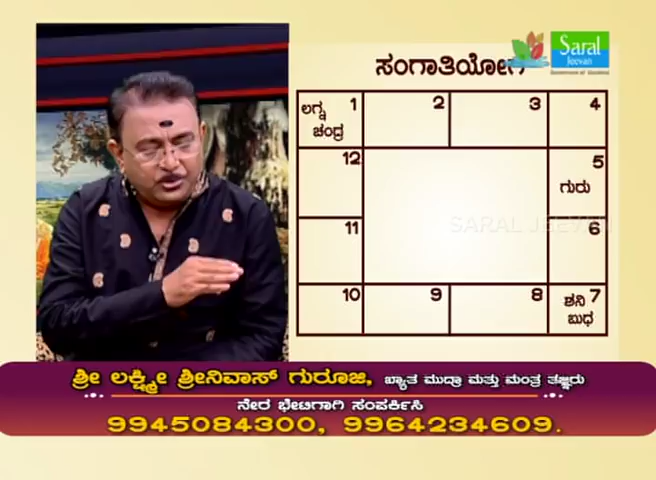 ಸಂಗಾತಿಯೋಗ
Saral
Jeevan
ಲಗ್ನ 1 2 3 4
ಚಂದ್ರ
12 5
ಗುರು
SARAL JEEVAN
11 6
10 9 8 ಶನಿ 7
ಬುಧ
ಶ್ರೀ ಲಕ್ಷ್ಮೀ ಶ್ರೀನಿವಾಸ್ ಗುರೂಜಿ, ಖ್ಯಾತ ಮುದ್ರಾ ಮತ್ತು ಮಂತ್ರ ತಜ್ಞರು
ನೇರ ಭೇಟಿಗಾಗಿ ಸಂಪರ್ಕಿಸಿ
9945084300, 9964234609.